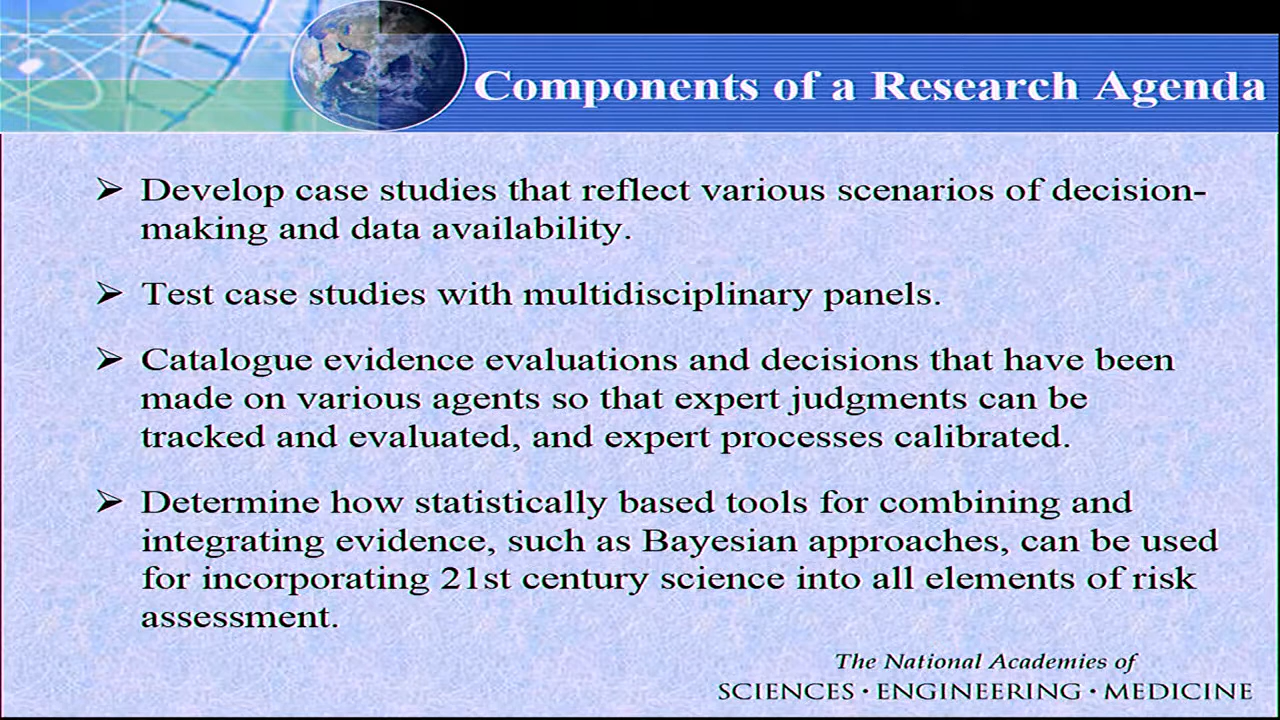 Components of a Research Agenda
➢ Develop case studies that reflect various scenarios of decision-
making and data availability.
➢ Test case studies with multidisciplinary panels.
➢ Catalogue evidence evaluations and decisions that have been
made on various agents so that expert judgments can be
tracked and evaluated, and expert processes calibrated.
➢ Determine how statistically based tools for combining and
integrating evidence, such as Bayesian approaches, can be used
for incorporating 21st century science into all elements of risk
assessment.
The National Academies of
SCIENCES · ENGINEERING · MEDICINE